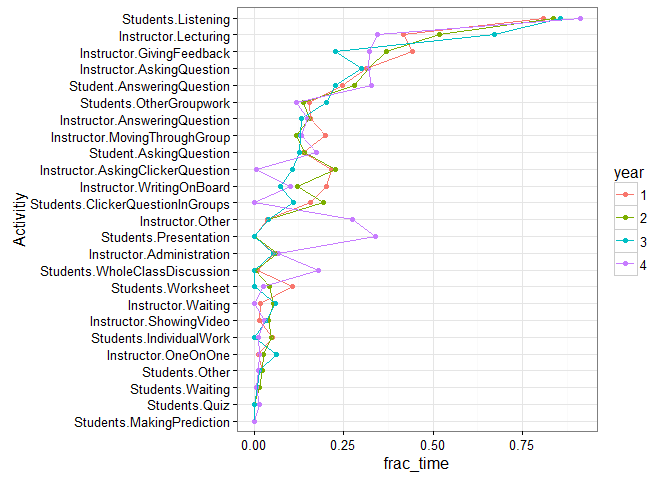 Students.Listening
Instructor.Lecturing
Instructor.GivingFeedback
Instructor.AskingQuestion
Student.AnsweringQuestion
Students.OtherGroupwork
Instructor.AnsweringQuestion
Instructor.MovingThroughGroup
Student.AskingQuestion
Instructor.AskingClickerQuestion
Instructor.WritingOnBoard
Students.ClickerQuestionInGroups
Instructor.Other
Students.Presentation
Instructor.Administration
Students.WholeClassDiscussion
Students.Worksheet
Instructor.Waiting
Instructor.ShowingVideo
Students.IndividualWork
Instructor.OneOnOne
Students.Other
Students.Waiting
Students.Quiz
Students.MakingPrediction
Activitiy
0.00 0.25 0.50 0.75
frac_time
year
1
2
3
4